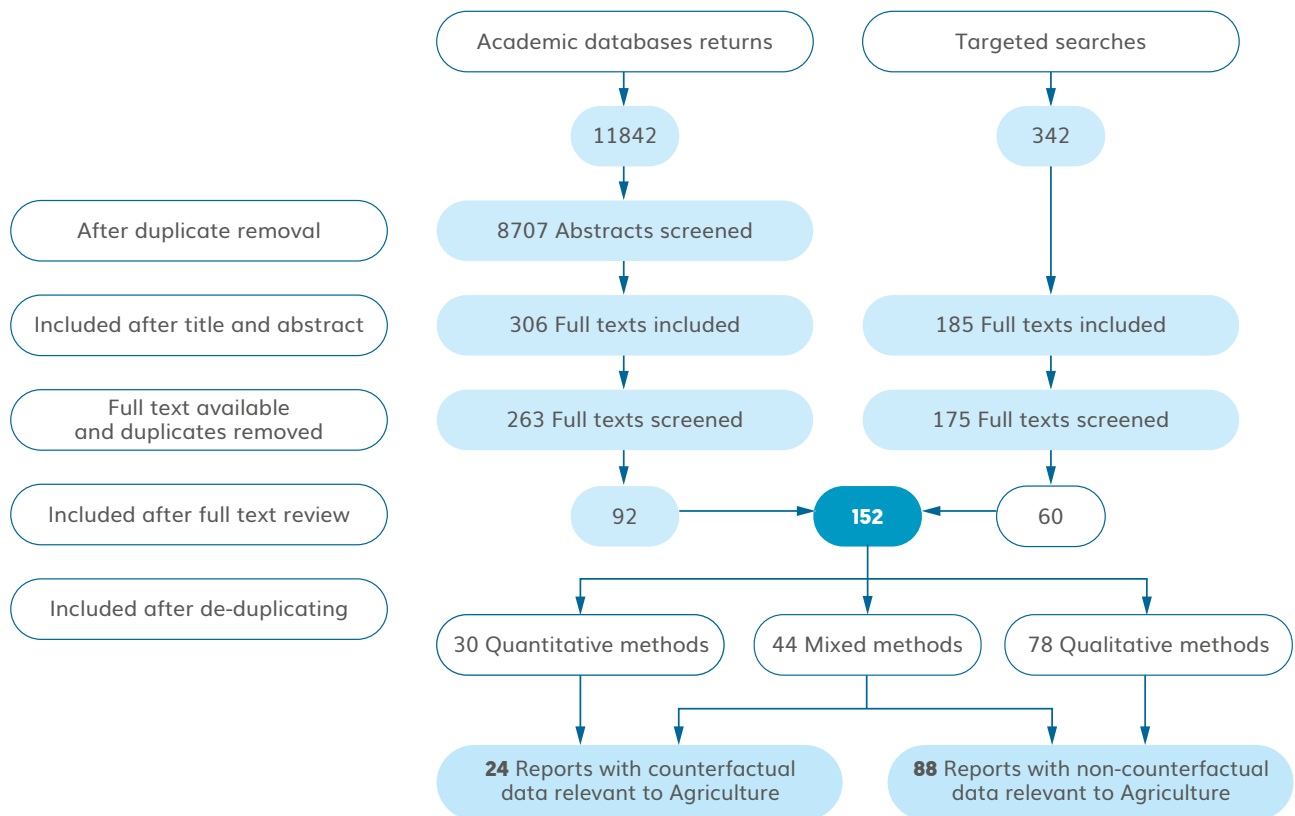 Academic databases returns
Targeted searches
11842
342
After duplicate removal
8707 Abstracts screened
Included after title and abstract
306 Full texts included
185 Full texts included
Full text available
and duplicates removed
263 Full texts screened
175 Full texts screened
Included after full text review
92
152
60
Included after de-duplicating
30 Quantitative methods
44 Mixed methods
78 Qualitative methods
24 Reports with counterfactual
data relevant to Agriculture
88 Reports with non-counterfactual
data relevant to Agriculture